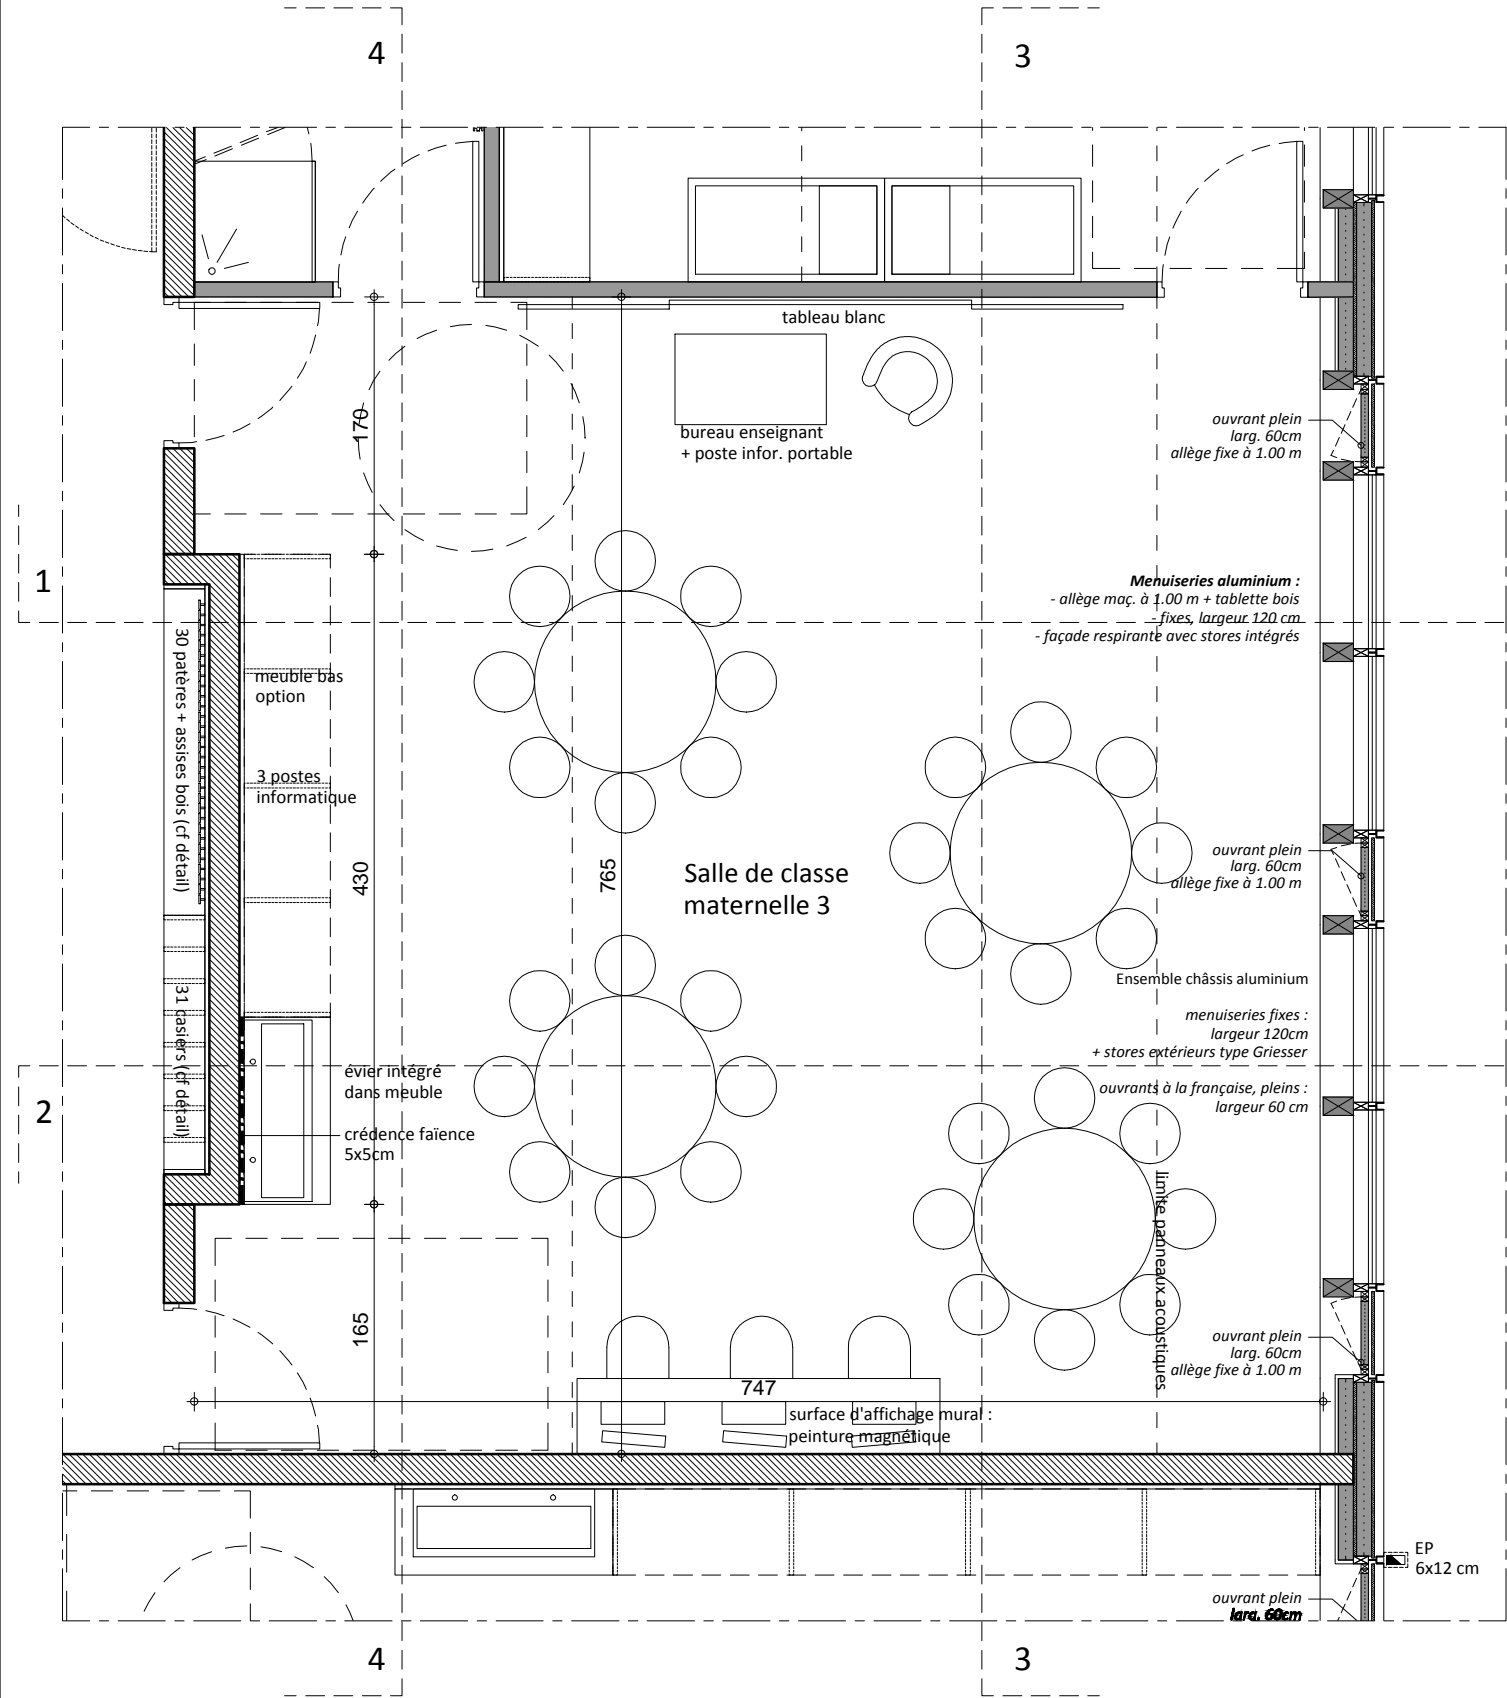 4
3
tableau blanc
bureau enseignant
+ poste infor. portable
170
ouvrant plein
larg. 60cm
allège fixe à 1.00 m
1
Menuiseries aluminium :
- allège maç. à 1.00 m + tablette bois
- fixes, largeur 120 cm
- façade respirante avec stores intégrés
30 patères + assises bois (cf détail)
meuble bas
option
3 postes
informatique
430
765
Salle de classe
maternelle 3
ouvrant plein
larg. 60cm
allège fixe à 1.00 m
Ensemble châssis aluminium
menuiseries fixes :
largeur 120cm
+ stores extérieurs type Griesser
ouvrants à la française, pleins :
largeur 60 cm
31 casiers (cf détail)
2
évier intégré
dans meuble
crédence faïence
5x5cm
limite panneaux acoustiques
165
ouvrant plein
larg. 60cm
allège fixe à 1.00 m
747
surface d'affichage mural :
peinture magnétique
EP
6x12 cm
ouvrant plein
larg. 60cm
4
3